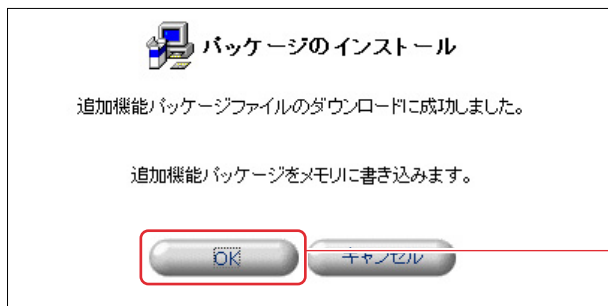 パッケージのインストール
追加機能パッケージファイルのダウンロードに成功しました。
追加機能パッケージをメモリに書き込みます。
OK
キャンセル